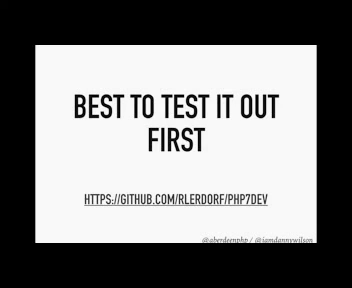 BEST TO TEST IT OUT
FIRST
HTTPS://GITHUB.COM/RLERDORF/PHP7DEV
@aberdeenphp / @iamdannywilson